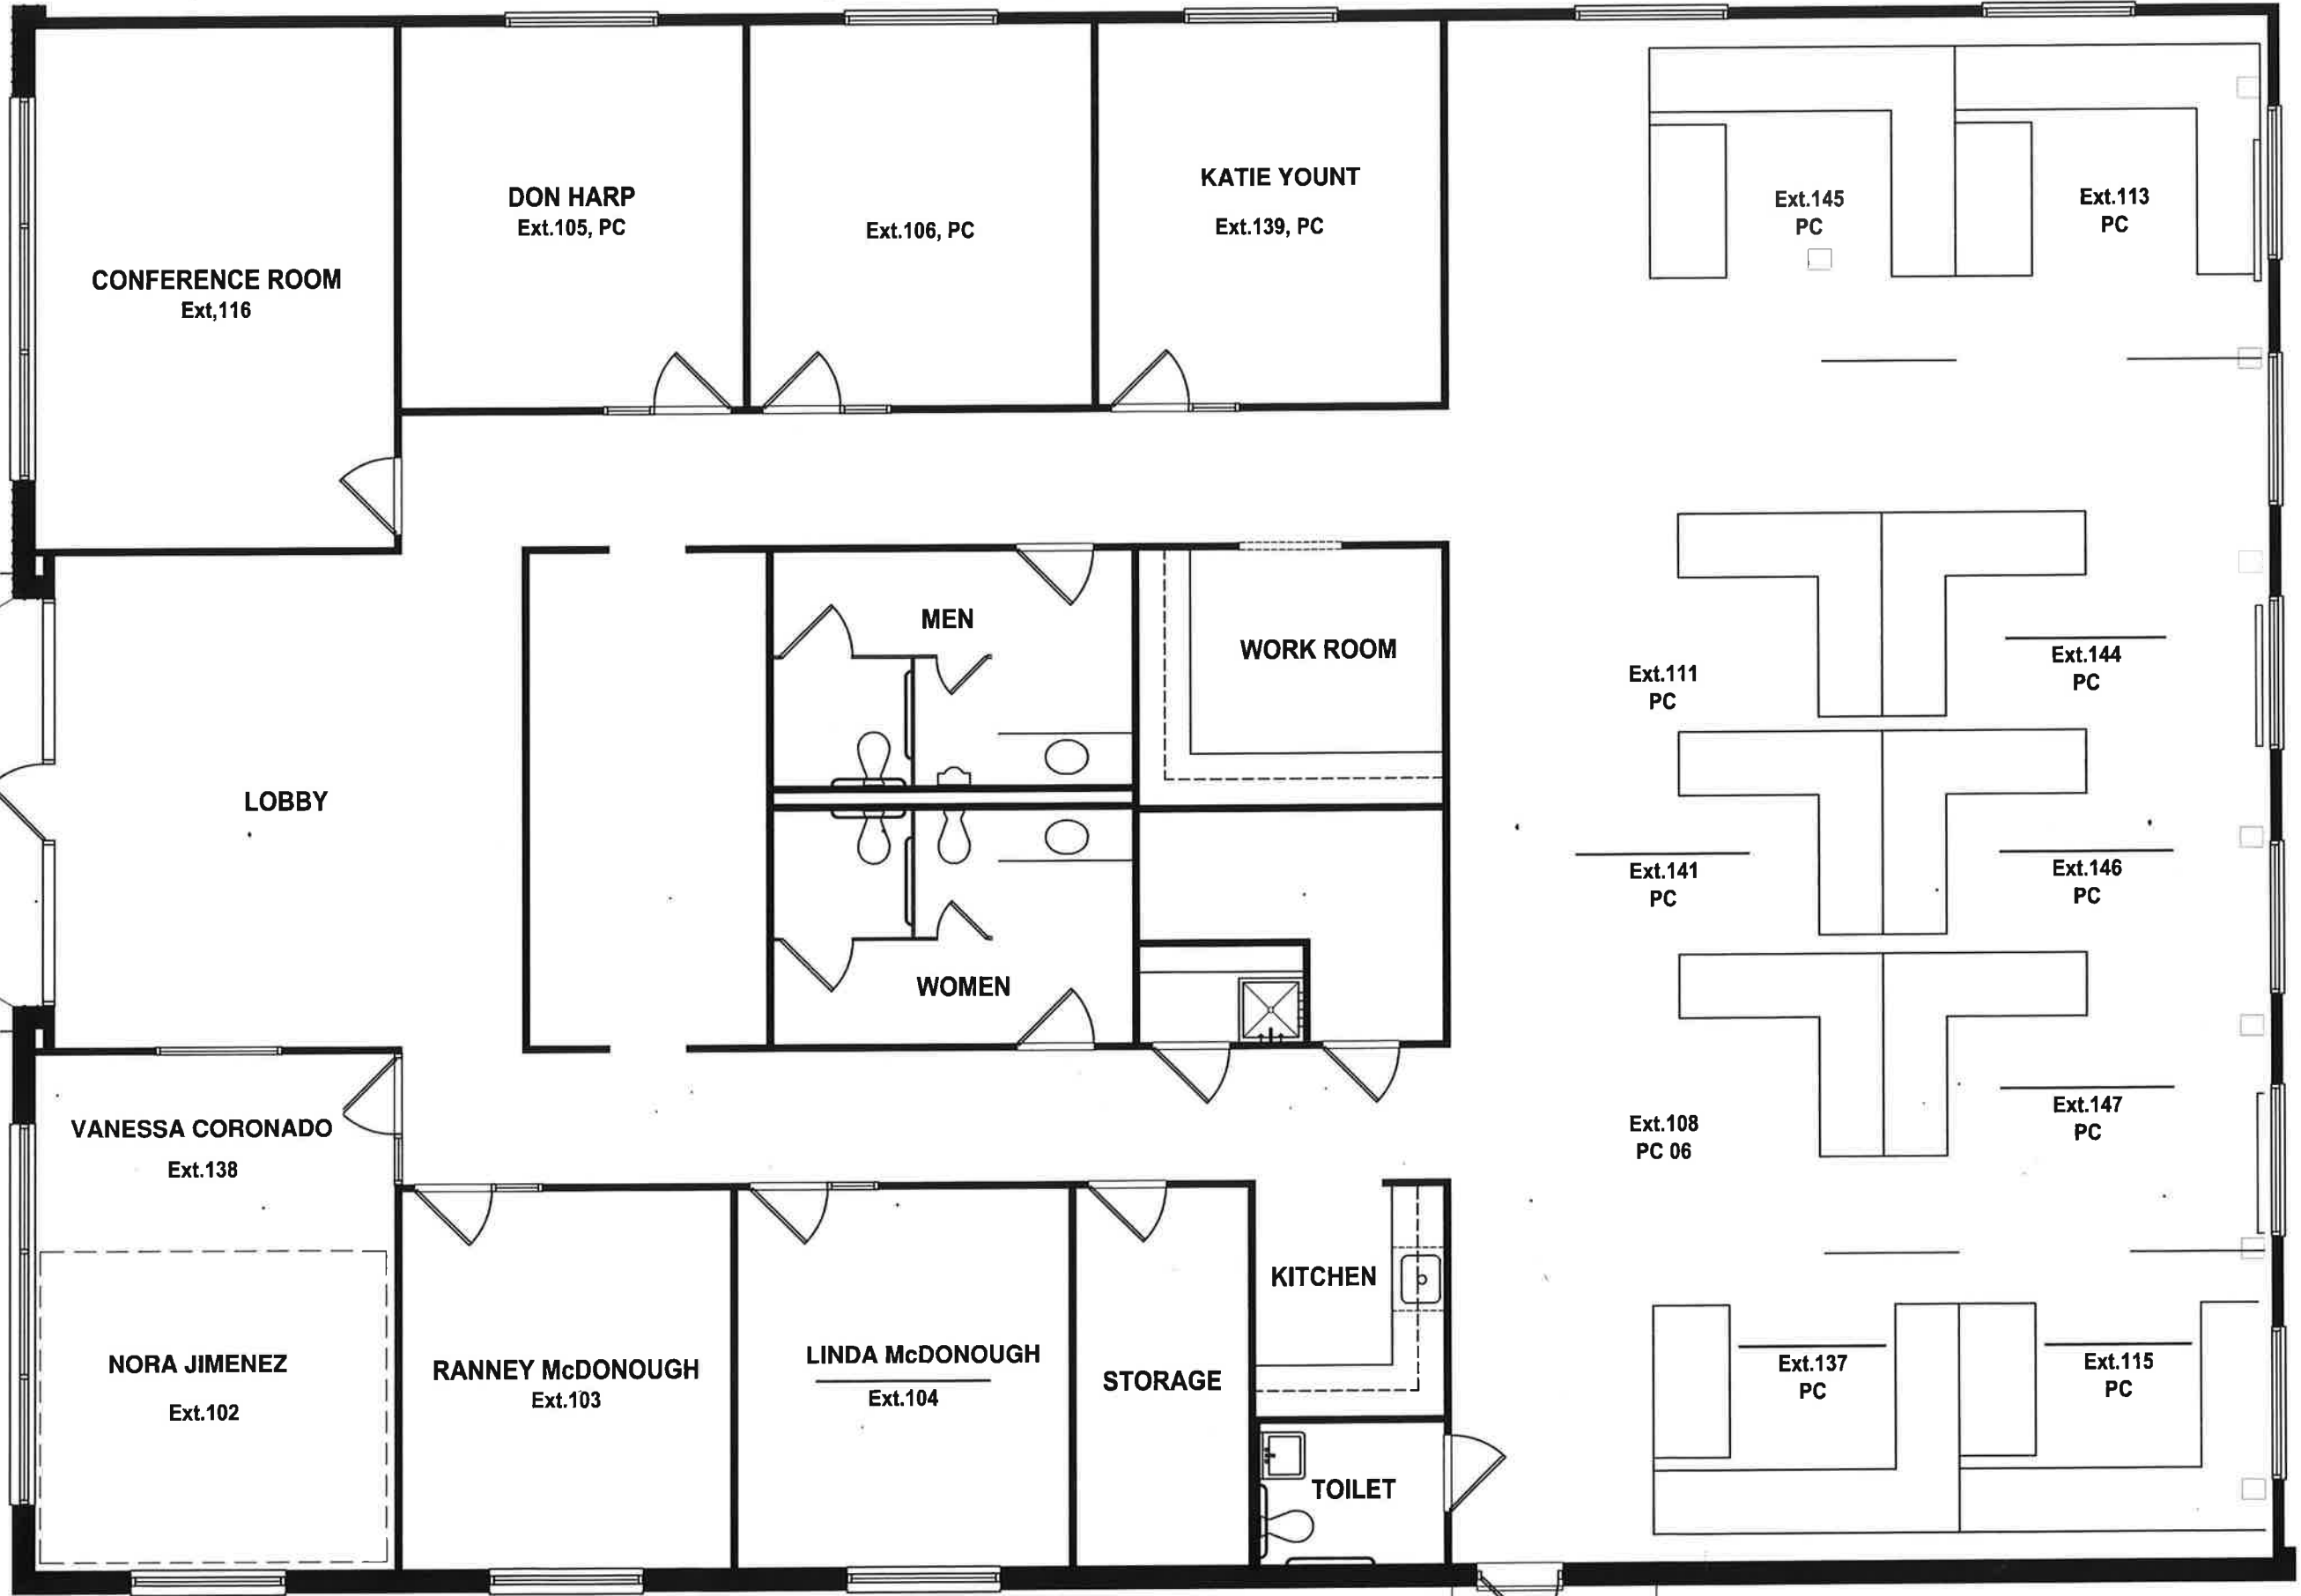 DON HARP
Ext.105, PC
Ext.106, PC
KATIE YOUNT
Ext.139, PC
Ext.145
PC
Ext.113
PC
CONFERENCE ROOM
Ext,116
MEN
WORK ROOM
Ext.111
PC
Ext.144
PC
LOBBY
Ext.141
PC
Ext.146
PC
WOMEN
VANESSA CORONADO
Ext.138
Ext.108
PC 06
Ext.147
PC
NORA JIMENEZ
Ext.102
RANNEY McDONOUGH
Ext.103
LINDA McDONOUGH
Ext.104
STORAGE
KITCHEN
TOILET
Ext.137
PC
Ext.115
PC